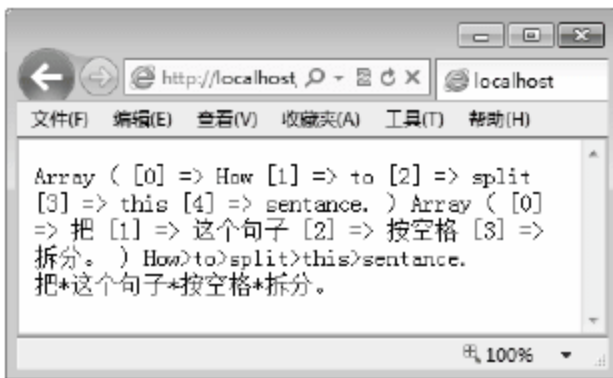 http://localhost
localhost
文件(F) 编辑(E) 查看(V) 收藏夹(A) 工具(T) 帮助(H)
Array ( [0] => How [1] => to [2] => split
[3] => this [4] => sentance. ) Array ( [0]
=> 把 [1] => 这个句子 [2] => 按空格 [3] =>
拆分。 ) How>to>split>this>sentance.
把*这个句子*按空格*拆分。
100%